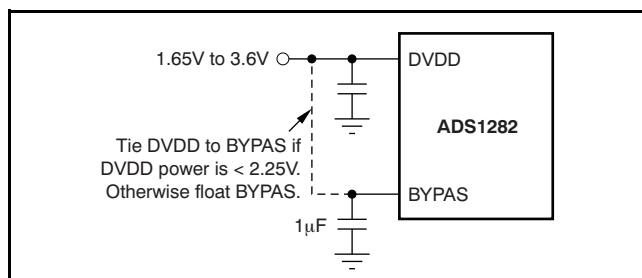 1.65V to 3.6V
DVDD
ADS1282
Tie DVDD to BYPAS if
DVDD power is < 2.25V.
Otherwise float BYPAS.
BYPAS
1μF